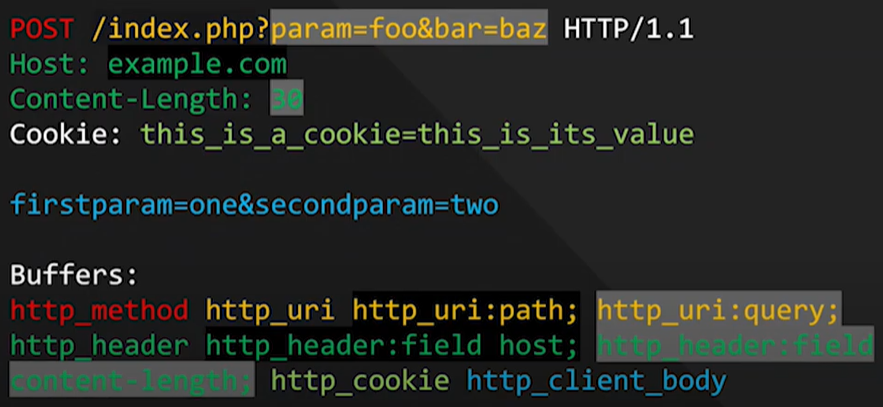 POST /index.php?param=foo&bar=baz HTTP/1.1
Host: example.com
Content-Length: 30
Cookie: this_is_a_cookie=this_is_its_value
firstparam=one&secondparam=two
Buffers:
http_method http_uri http_uri:path; http_uri:query;
http_header http_header:field host; http_header:field
content-length; http_cookie http_client_body